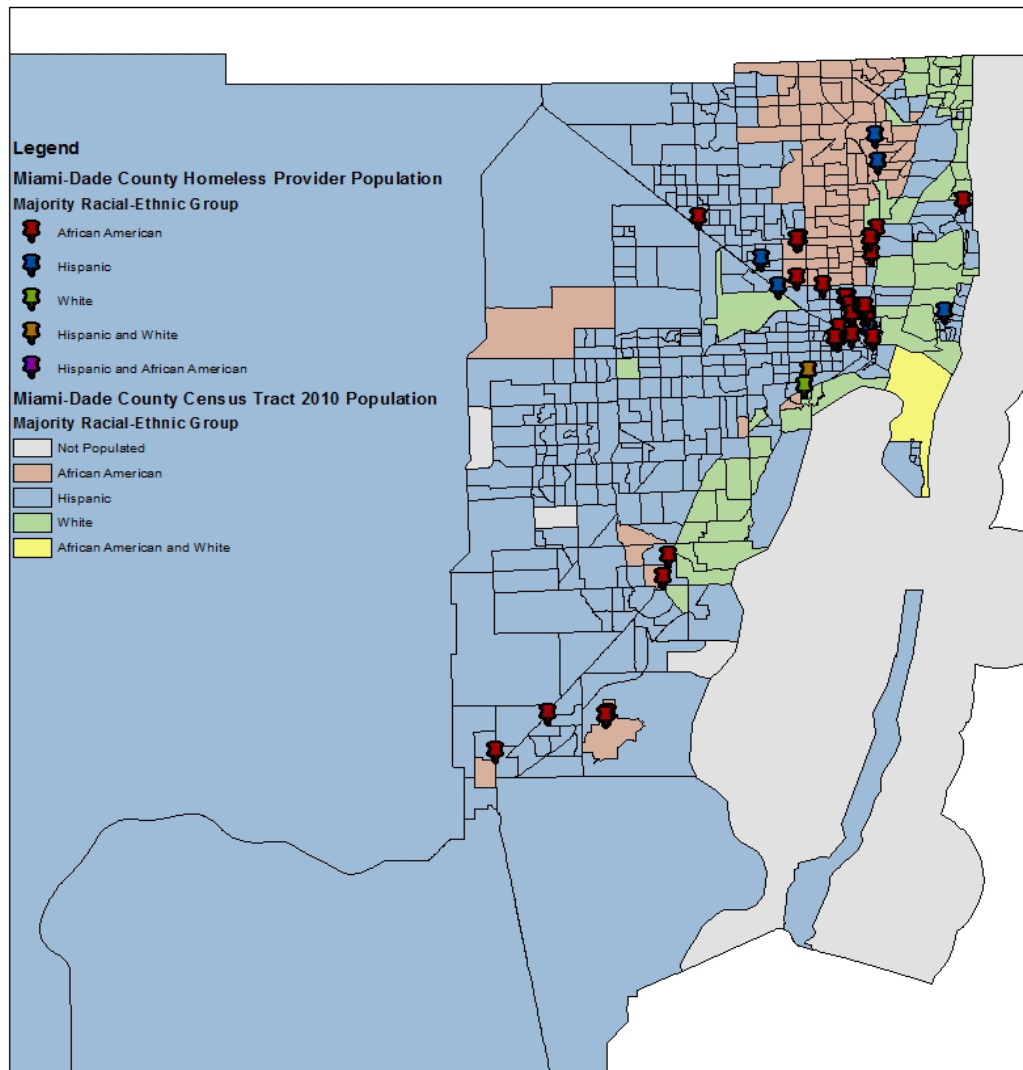 Legend
Miami-Dade County Homeless Provider Population
Majority Racial-Ethnic Group
African American
Hispanic
White
Hispanic and White
Hispanic and African American
Miami-Dade County Census Tract 2010 Population
Majority Racial-Ethnic Group
Not Populated
African American
Hispanic
White
African American and White